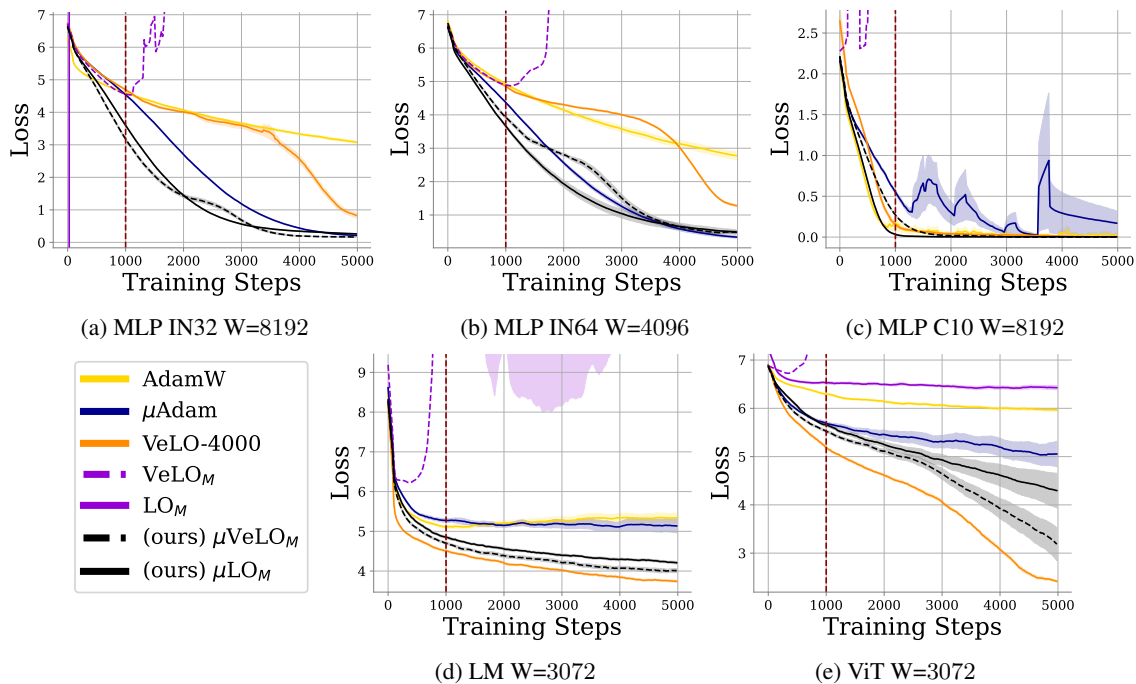 7
6
5
4
3
2
1
0
Loss
0 1000 2000 3000 4000 5000
Training Steps
(a) MLP IN32 W=8192
7
6
5
4
3
2
1
Loss
0 1000 2000 3000 4000 5000
Training Steps
(b) MLP IN64 W=4096
2.5
2.0
1.5
1.0
0.5
0.0
Loss
0 1000 2000 3000 4000 5000
Training Steps
(c) MLP C10 W=8192
AdamW
μAdam
VeLO-4000
VeLO_M
LO_M
(ours) μVeLO_M
(ours) μLO_M
9
8
7
6
5
4
Loss
0 1000 2000 3000 4000 5000
Training Steps
(d) LM W=3072
7
6
5
4
3
Loss
0 1000 2000 3000 4000 5000
Training Steps
(e) ViT W=3072